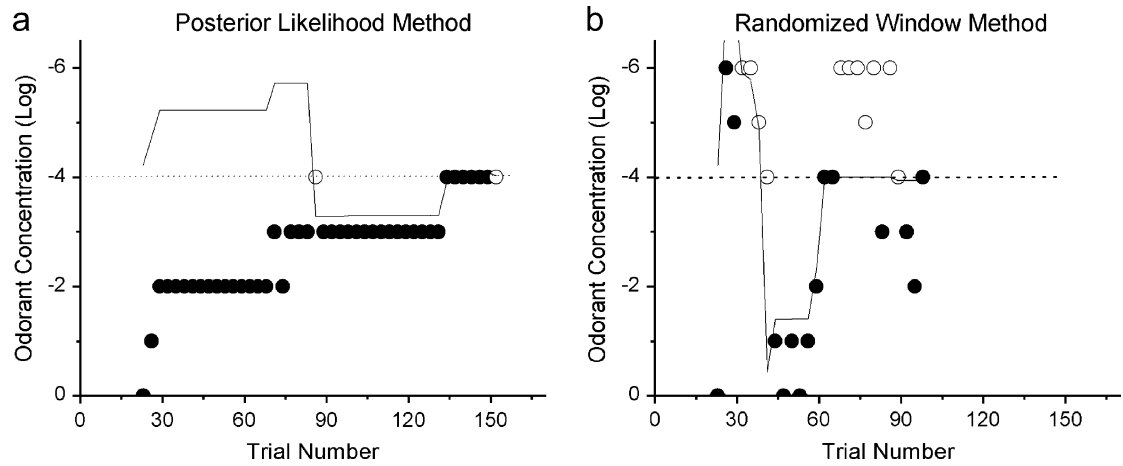 a
Posterior Likelihood Method
Odorant Concentration (Log)
-6
-4
-2
0
0
30
60
90
120
150
Trial Number
b
Randomized Window Method
Odorant Concentration (Log)
-6
-4
-2
0
0
30
60
90
120
150
Trial Number